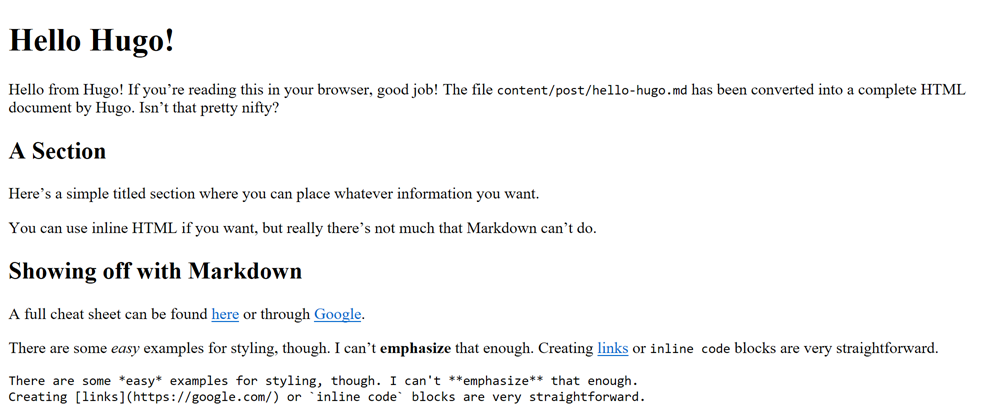 Hello Hugo!
Hello from Hugo! If you’re reading this in your browser, good job! The file content/post/hello-hugo.md has been converted into a complete HTML
document by Hugo. Isn’t that pretty nifty?
A Section
Here’s a simple titled section where you can place whatever information you want.
You can use inline HTML if you want, but really there’s not much that Markdown can’t do.
Showing off with Markdown
A full cheat sheet can be found here or through Google.
There are some easy examples for styling, though. I can’t emphasize that enough. Creating links or inline code blocks are very straightforward.
There are some *easy* examples for styling, though. I can't **emphasize** that enough.
Creating [links](https://google.com/) or `inline code` blocks are very straightforward.